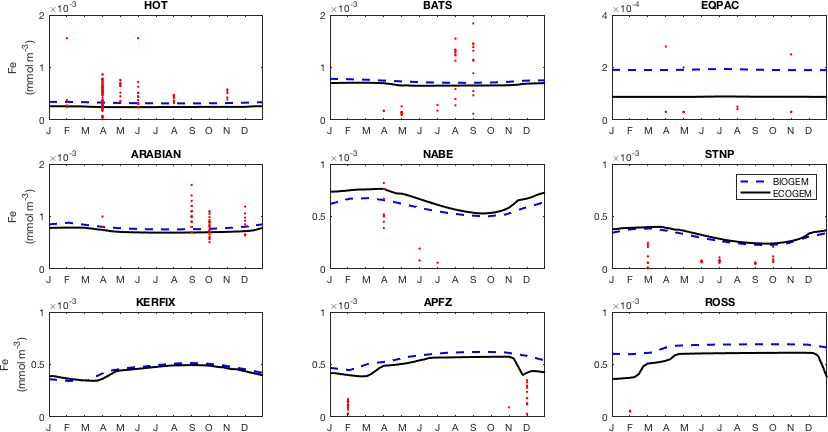 HOT BATS EQPAC
×10⁻³ ×10⁻³ ×10⁻⁴
Fe (mmol m⁻³)
2 2 4
1 1 2
0 0 0
J F M A M J J A S O N D J F M A M J J A S O N D J F M A M J J A S O N D
ARABIAN NABE STNP
×10⁻³ ×10⁻³ ×10⁻³
Fe (mmol m⁻³)
2 1 1
BIOGEM
ECOGEM
1 0.5 0.5
0 0 0
J F M A M J J A S O N D J F M A M J J A S O N D J F M A M J J A S O N D
KERFIX APFZ ROSS
×10⁻³ ×10⁻³ ×10⁻³
Fe (mmol m⁻³)
1 1 1
0.5 0.5 0.5
0 0 0
J F M A M J J A S O N D J F M A M J J A S O N D J F M A M J J A S O N D